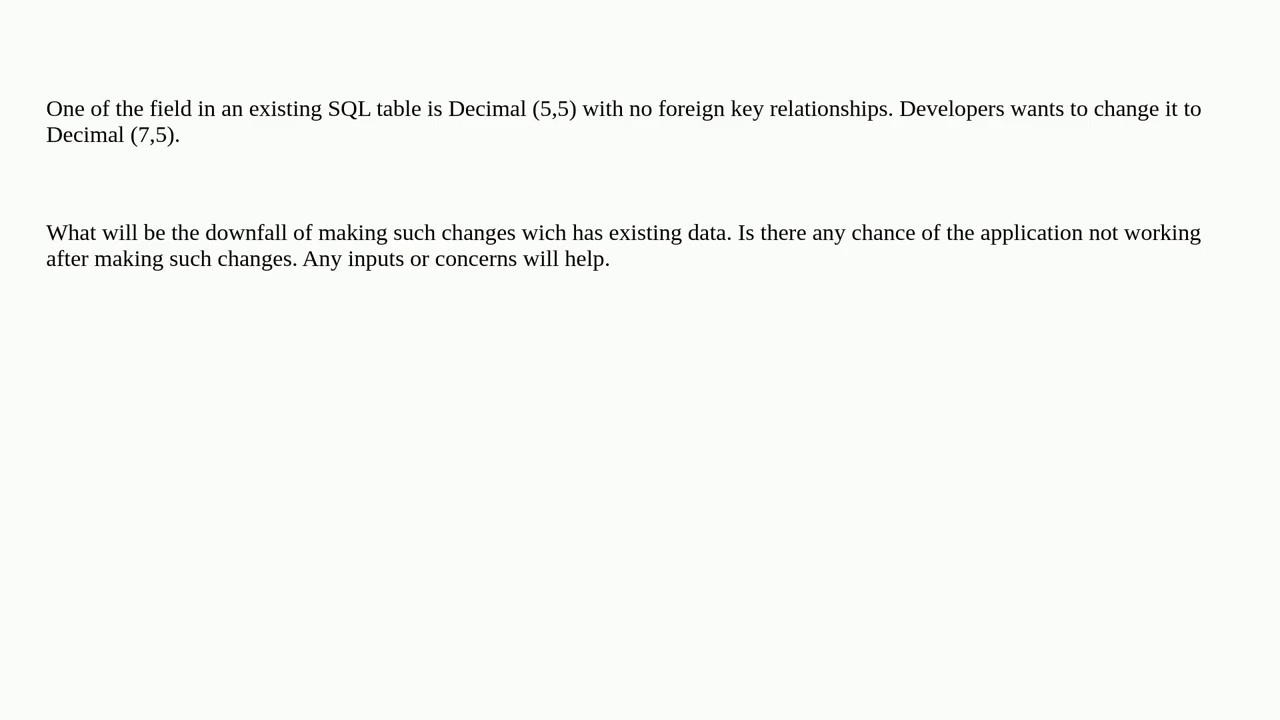 One of the field in an existing SQL table is Decimal (5,5) with no foreign key relationships. Developers wants to change it to
Decimal (7,5).
What will be the downfall of making such changes wich has existing data. Is there any chance of the application not working
after making such changes. Any inputs or concerns will help.